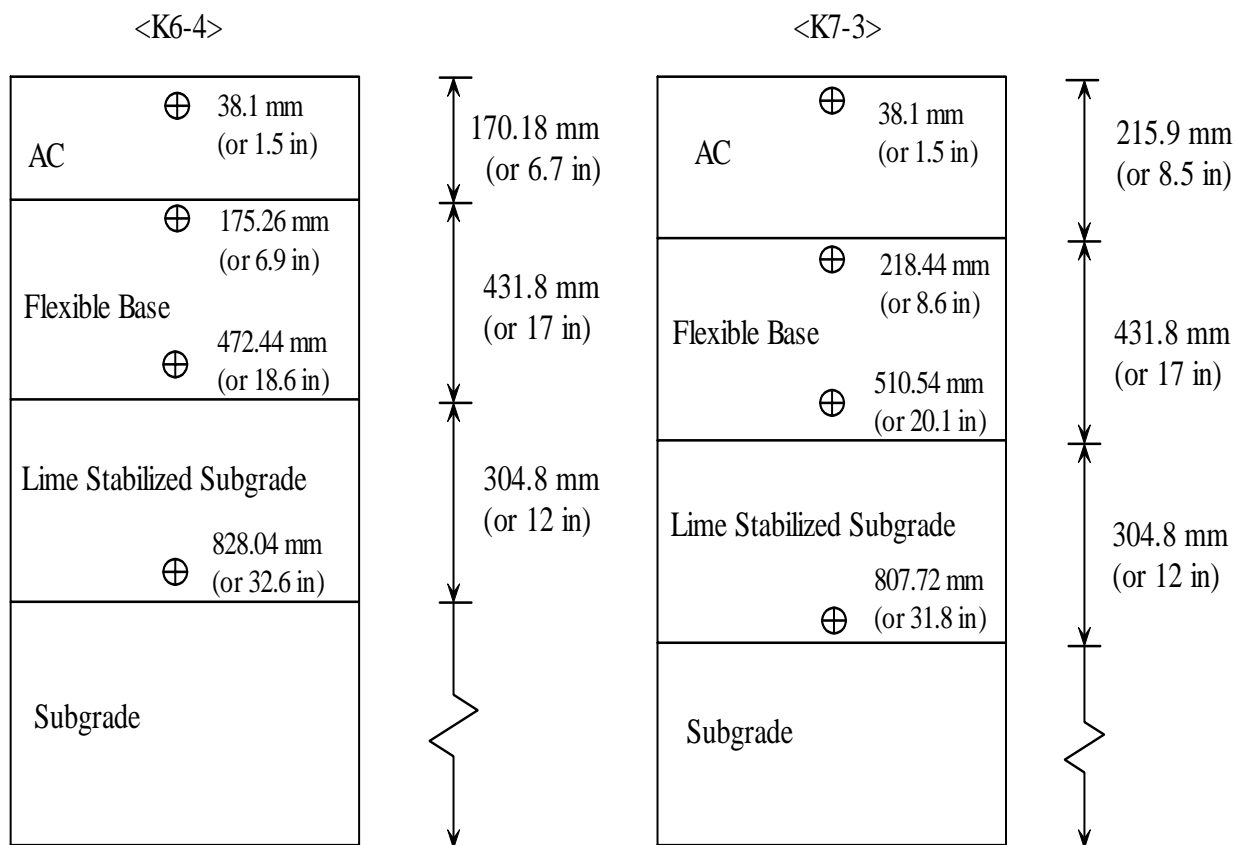 <K6-4>
38.1 mm
(or 1.5 in)
AC
170.18 mm
(or 6.7 in)
175.26 mm
(or 6.9 in)
Flexible Base
472.44 mm
(or 18.6 in)
431.8 mm
(or 17 in)
Lime Stabilized Subgrade
304.8 mm
(or 12 in)
828.04 mm
(or 32.6 in)
Subgrade
<K7-3>
38.1 mm
(or 1.5 in)
AC
215.9 mm
(or 8.5 in)
218.44 mm
(or 8.6 in)
Flexible Base
510.54 mm
(or 20.1 in)
431.8 mm
(or 17 in)
Lime Stabilized Subgrade
304.8 mm
(or 12 in)
807.72 mm
(or 31.8 in)
Subgrade